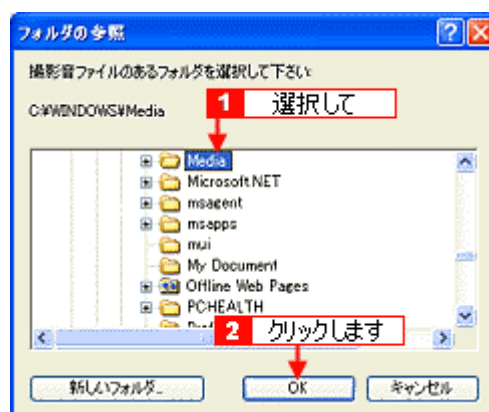 フォルダの参照
撮影音ファイルのあるフォルダを選択して下さい:
C:¥WINDOWS¥Media
1 選択して
Media
Microsoft.NET
msagent
msapps
mui
My Document
Offline Web Pages
PCHEALTH
2 クリックします
新しいフォルダ... OK キャンセル